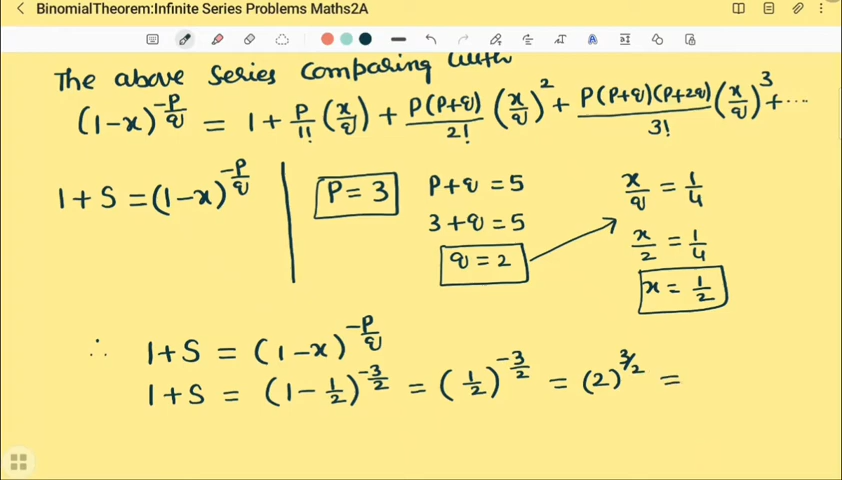 BinomialTheorem:Infinite Series Problems Maths2A
The above Series Comparing with
(1-x)^{-P/q} = 1 + P/1! (x/q) + P(P+q)/2! (x/q)^2 + P(P+q)(P+2q)/3! (x/q)^3 + ....
1+S = (1-x)^{-P/q}
P = 3
P+q = 5
3+q = 5
q = 2
x/q = 1/4
x/2 = 1/4
x = 1/2
∴ 1+S = (1-x)^{-P/q}
1+S = (1-1/2)^{-3/2} = (1/2)^{-3/2} = (2)^{3/2} =